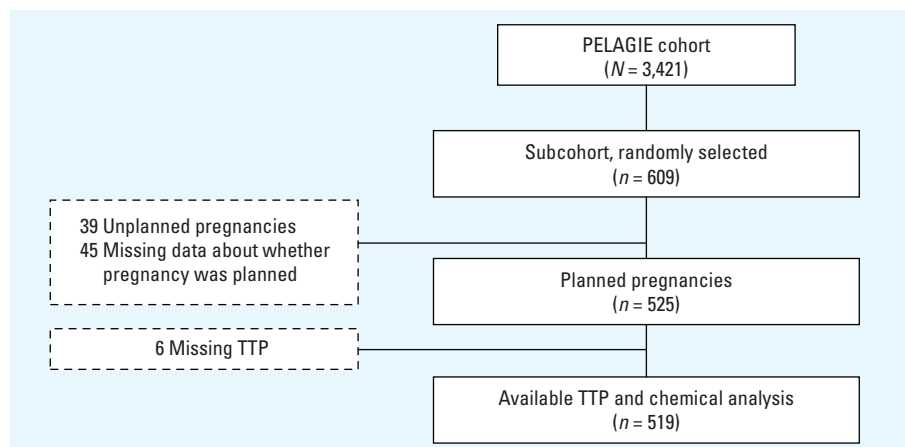 PELAGIE cohort
(N = 3,421)
Subcohort, randomly selected
(n = 609)
39 Unplanned pregnancies
45 Missing data about whether
pregnancy was planned
Planned pregnancies
(n = 525)
6 Missing TTP
Available TTP and chemical analysis
(n = 519)